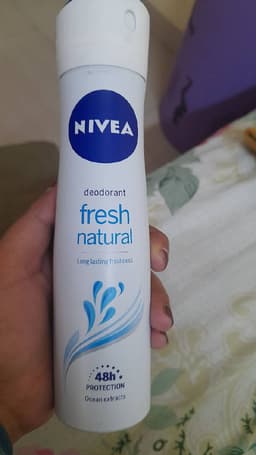 NIVEA
deodorant
fresh
natural
Long lasting freshness
48h
PROTECTION
Ocean extracts